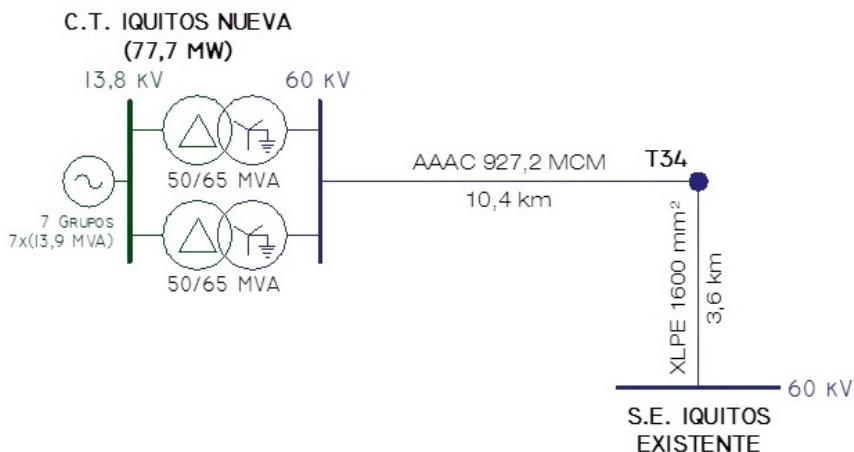 C.T. IQUITOS NUEVA
(77,7 MW)
13,8 KV
60 KV
50/65 MVA
7 GRUPOS
7x(13,9 MVA)
50/65 MVA
AAAC 927,2 MCM
10,4 km
T34
XLPE 1600 mm²
3,6 km
60 KV
S.E. IQUITOS
EXISTENTE